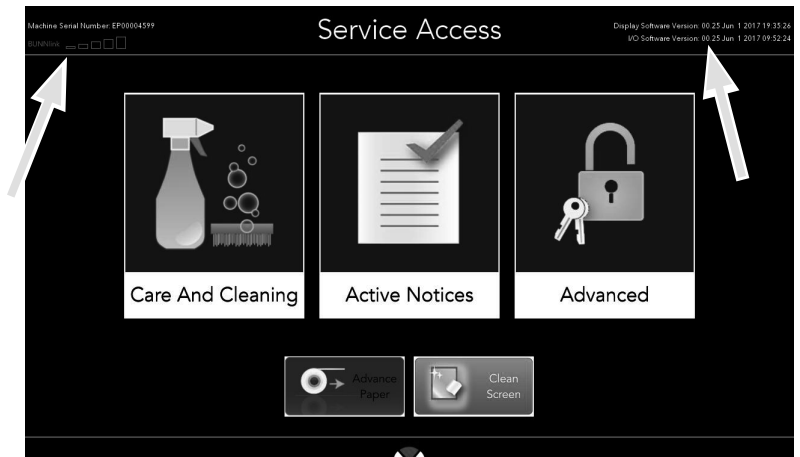 Machine Serial Number: EP00004599
BUNNlink
Service Access
Display Software Version: 00.25 Jun 1 2017 19:35:26
I/O Software Version: 00.25 Jun 1 2017 09:52:24
Care And Cleaning
Active Notices
Advanced
Advance
Paper
Clean
Screen